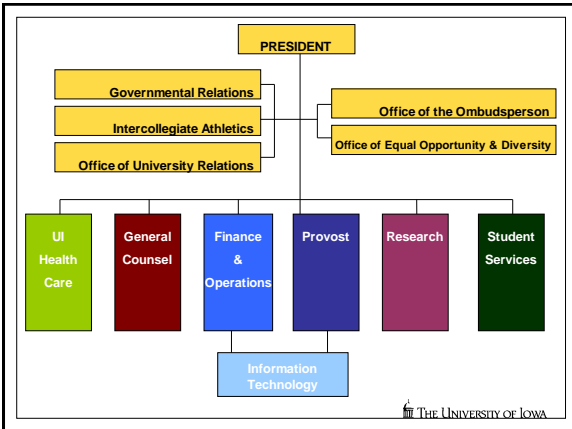 PRESIDENT
Governmental Relations
Intercollegiate Athletics
Office of University Relations
Office of the Ombudsperson
Office of Equal Opportunity & Diversity
UI
Health
Care
General
Counsel
Finance
&
Operations
Provost
Research
Student
Services
Information
Technology
THE UNIVERSITY OF IOWA